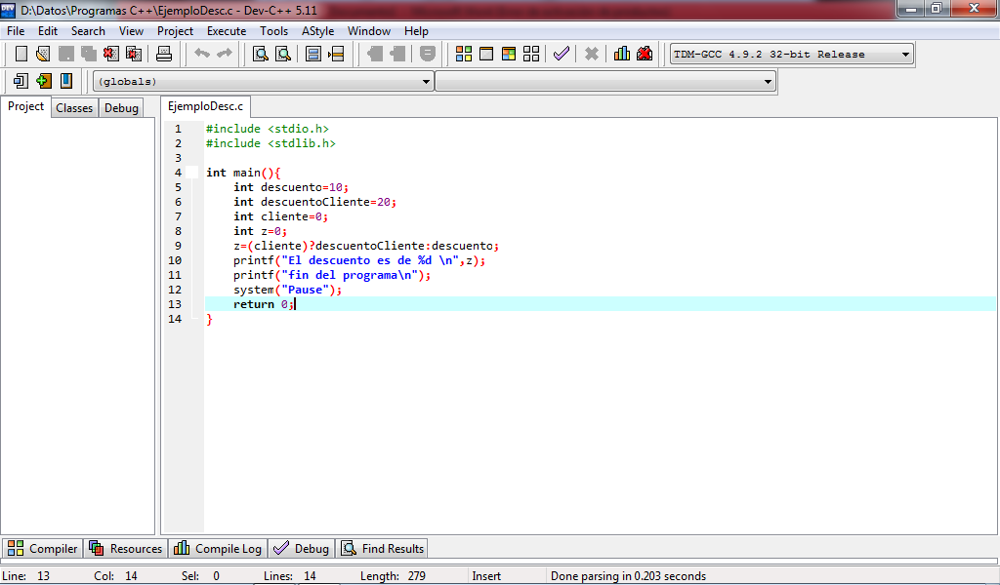 D:\Datos\Programas C++\EjemploDesc.c - Dev-C++ 5.11
File Edit Search View Project Execute Tools AStyle Window Help
TDM-GCC 4.9.2 32-bit Release
(globals)
Project Classes Debug EjemploDesc.c
1 #include <stdio.h>
2 #include <stdlib.h>
3
4 int main(){
5 int descuento=10;
6 int descuentoCliente=20;
7 int cliente=0;
8 int z=0;
9 z=(cliente)?descuentoCliente:descuento;
10 printf("El descuento es de %d \n",z);
11 printf("fin del programa\n");
12 system("Pause");
13 return 0;
14 }
Compiler Resources Compile Log Debug Find Results
Line: 13 Col: 14 Sel: 0 Lines: 14 Length: 279 Insert Done parsing in 0.203 seconds